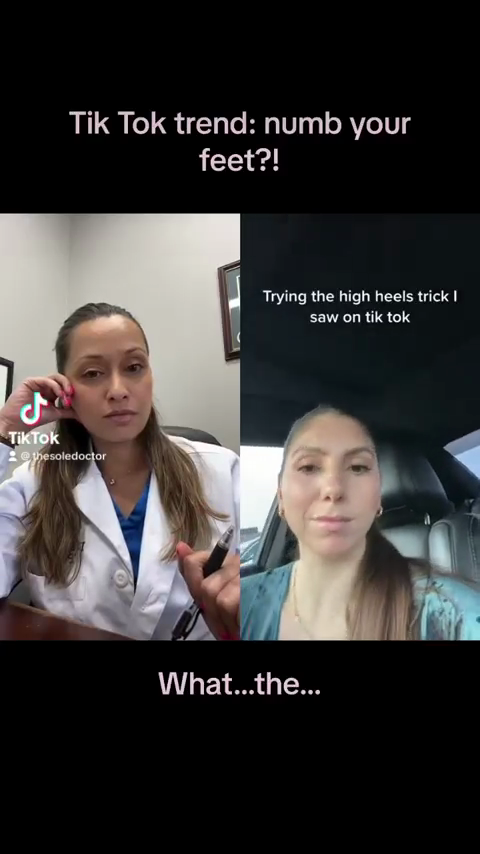 Tik Tok trend: numb your
feet?!
Trying the high heels trick I
saw on tik tok
TikTok
@thesoledoctor
What...the...